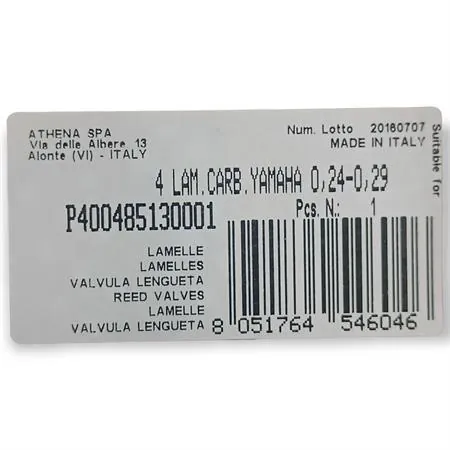 ATHENA SPA
Via delle Albere, 13
Alonte (VI) - ITALY
Num. Lotto 20160707
MADE IN ITALY
Suitable for
4 LAM.CARB.YAMAHA 0,24-0,29
P400485130001
Pcs. N.: 1
LAMELLE
LAMELLES
VALVULA LENGUETA
REED VALVES
LAMELLE
VALVULA LENGUETA
8 051764 546046